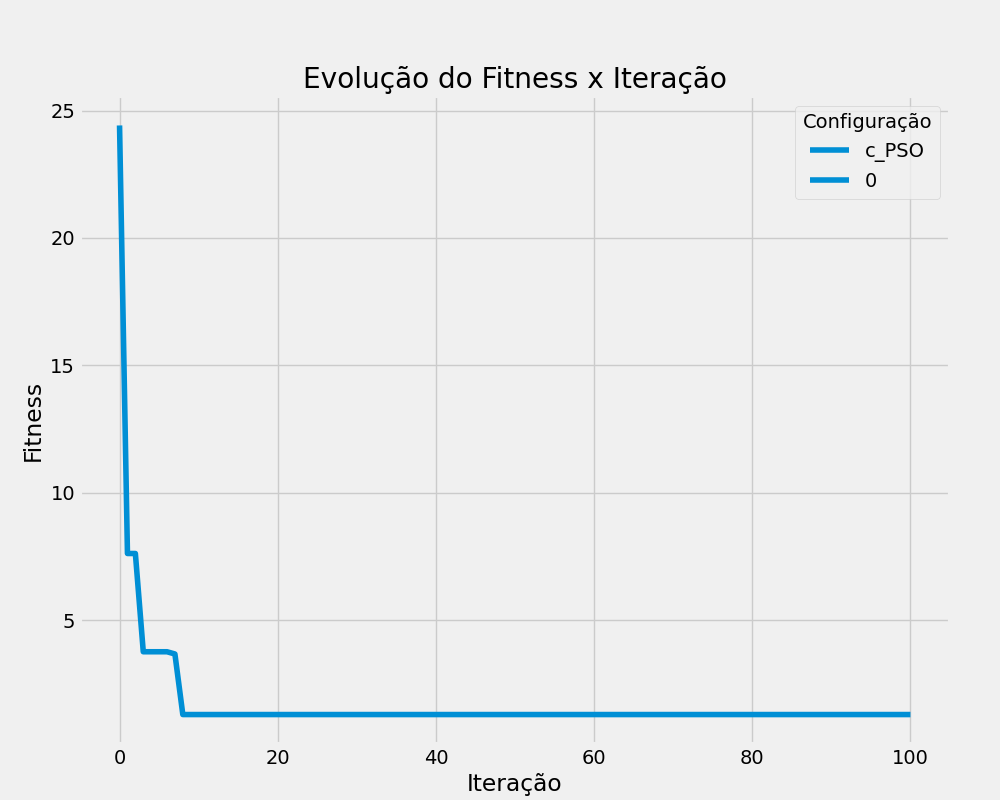 Evolução do Fitness x Iteração
Configuração
c_PSO
0
25
20
15
10
5
Fitness
0 20 40 60 80 100
Iteração